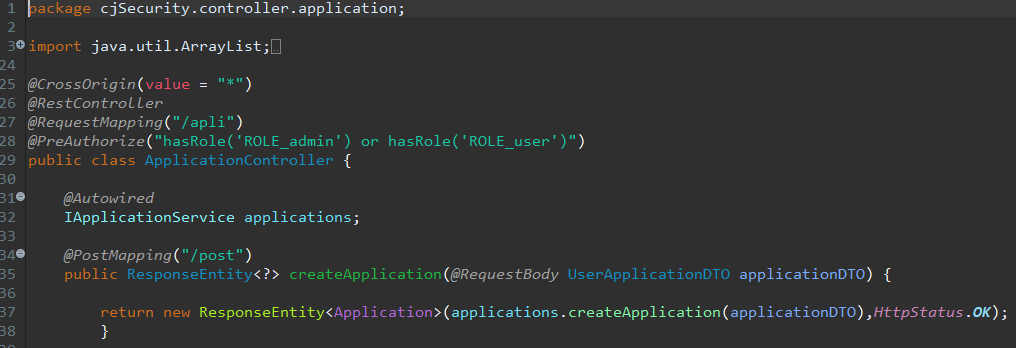 1 package cjSecurity.controller.application;
2
3 import java.util.ArrayList;
24
25 @CrossOrigin(value = "*")
26 @RestController
27 @RequestMapping("/apli")
28 @PreAuthorize("hasRole('ROLE_admin') or hasRole('ROLE_user')")
29 public class ApplicationController {
30
31     @Autowired
32     IApplicationService applications;
33
34     @PostMapping("/post")
35     public ResponseEntity<?> createApplication(@RequestBody UserApplicationDTO applicationDTO) {
36
37         return new ResponseEntity<Application>(applications.createApplication(applicationDTO),HttpStatus.OK);
38         }